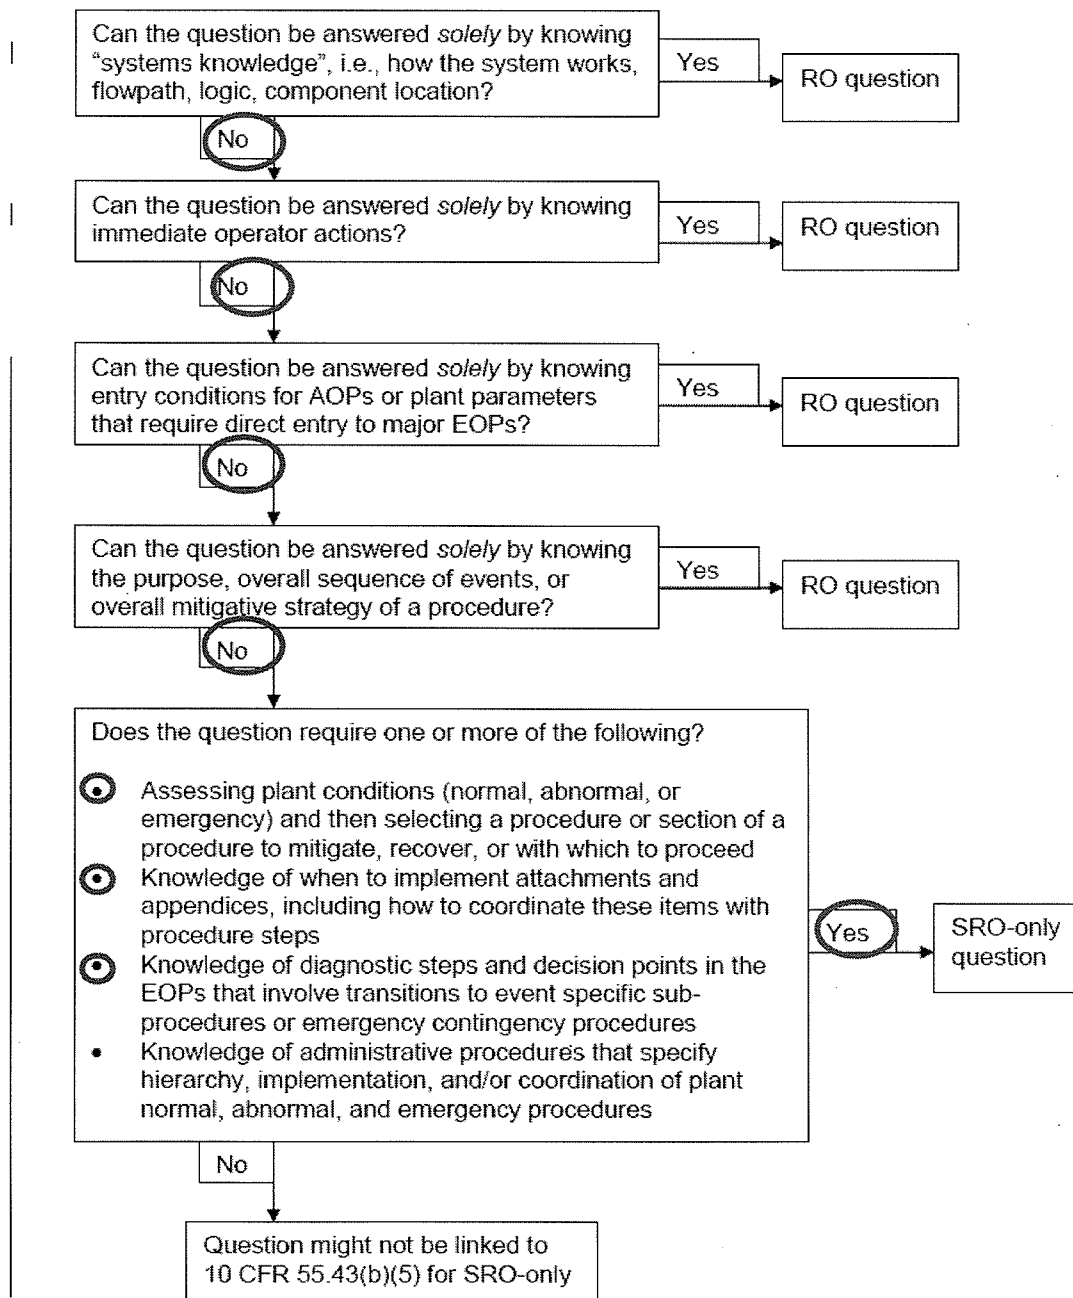 Can the question be answered solely by knowing
"systems knowledge", i.e., how the system works,
flowpath, logic, component location?
Yes
RO question
No
Can the question be answered solely by knowing
immediate operator actions?
Yes
RO question
No
Can the question be answered solely by knowing
entry conditions for AOPs or plant parameters
that require direct entry to major EOPs?
Yes
RO question
No
Can the question be answered solely by knowing
the purpose, overall sequence of events, or
overall mitigative strategy of a procedure?
Yes
RO question
No
Does the question require one or more of the following?
• Assessing plant conditions (normal, abnormal, or
emergency) and then selecting a procedure or section of a
procedure to mitigate, recover, or with which to proceed
• Knowledge of when to implement attachments and
appendices, including how to coordinate these items with
procedure steps
• Knowledge of diagnostic steps and decision points in the
EOPs that involve transitions to event specific sub-
procedures or emergency contingency procedures
• Knowledge of administrative procedures that specify
hierarchy, implementation, and/or coordination of plant
normal, abnormal, and emergency procedures
Yes
SRO-only
question
No
Question might not be linked to
10 CFR 55.43(b)(5) for SRO-only